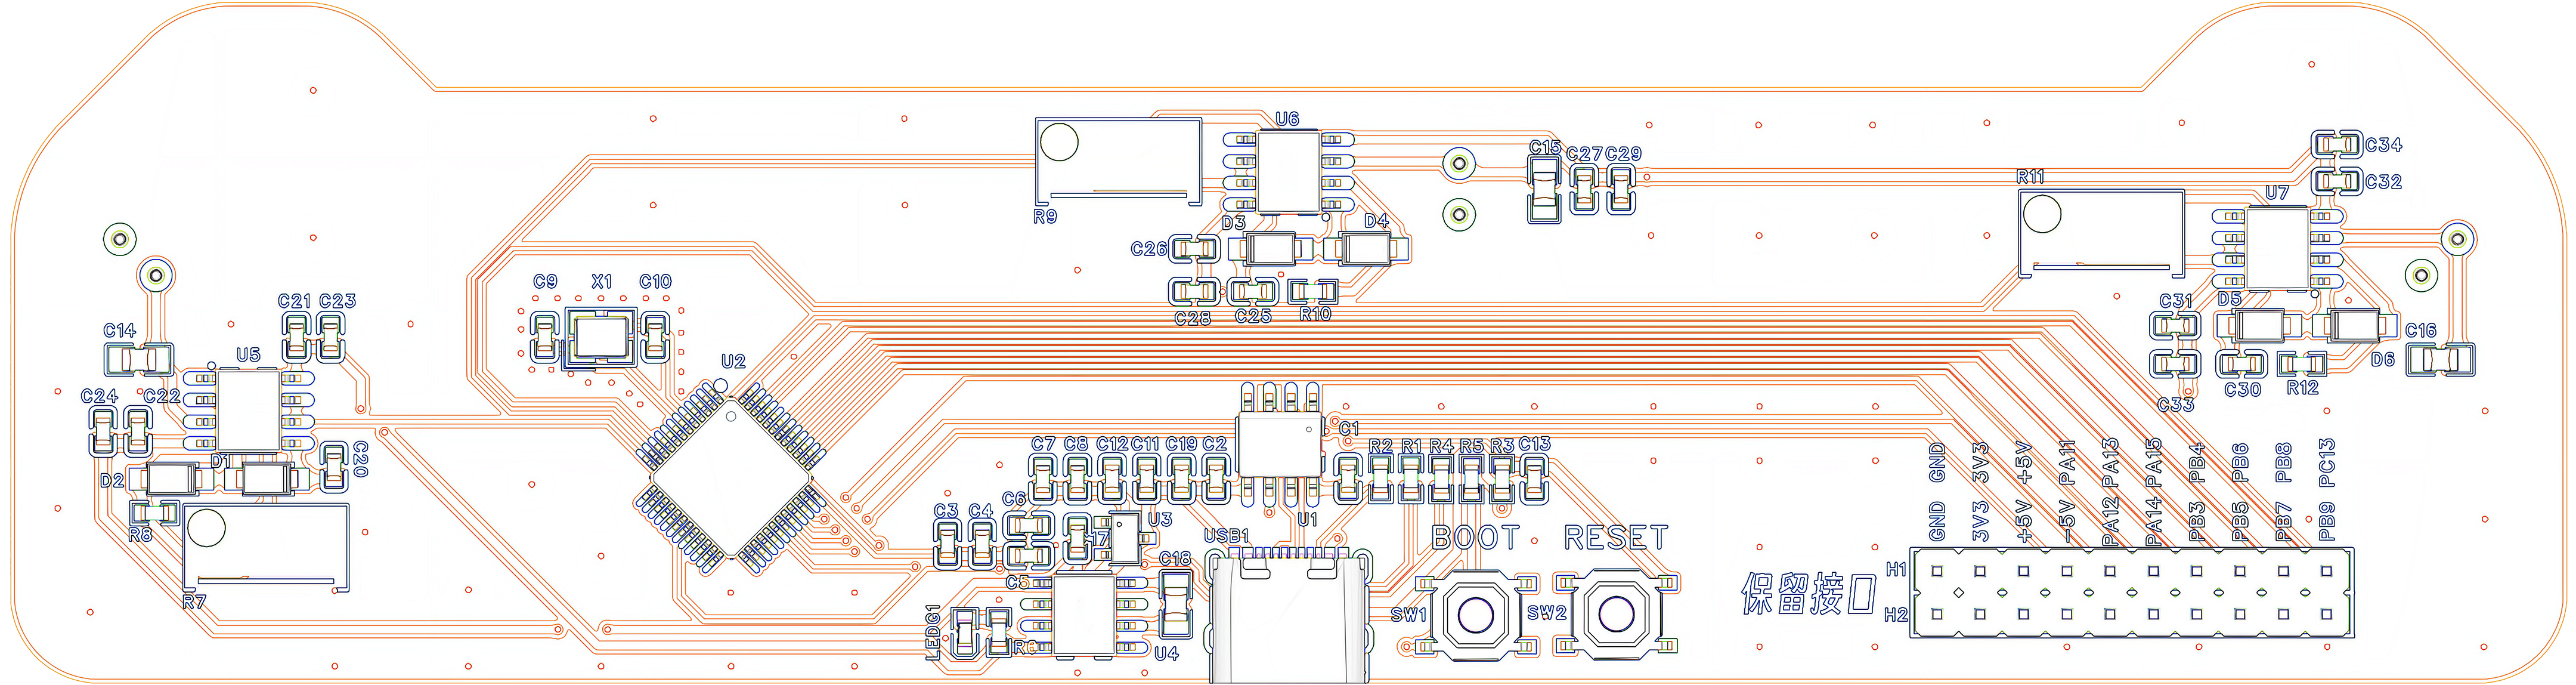 U6
C15 C27 C29
C34
C32
R11
U7
R9
D3
D4
C26
C28 C25 R10
C9 X1 C10
C31
D5
C16
D6
C33
C30
R12
C21 C23
C14
U5
U2
C24 C22
C20
D1
D2
R8
R7
C7 C8 C12 C11 C19 C2
C1
R2 R1 R4 R5 R3 C13
C3 C4 C6
U3
U1
USB1
C18
C5
17
LEDG1
U4
BOOT RESET
SW1
SW2
GND 3V3 +5V PA11 PA13 PA15 PB4 PB6 PB8 PC13
GND 3V3 +5V -5V PA12 PA14 PB3 PB5 PB7 PB9
保留接口
H1
H2